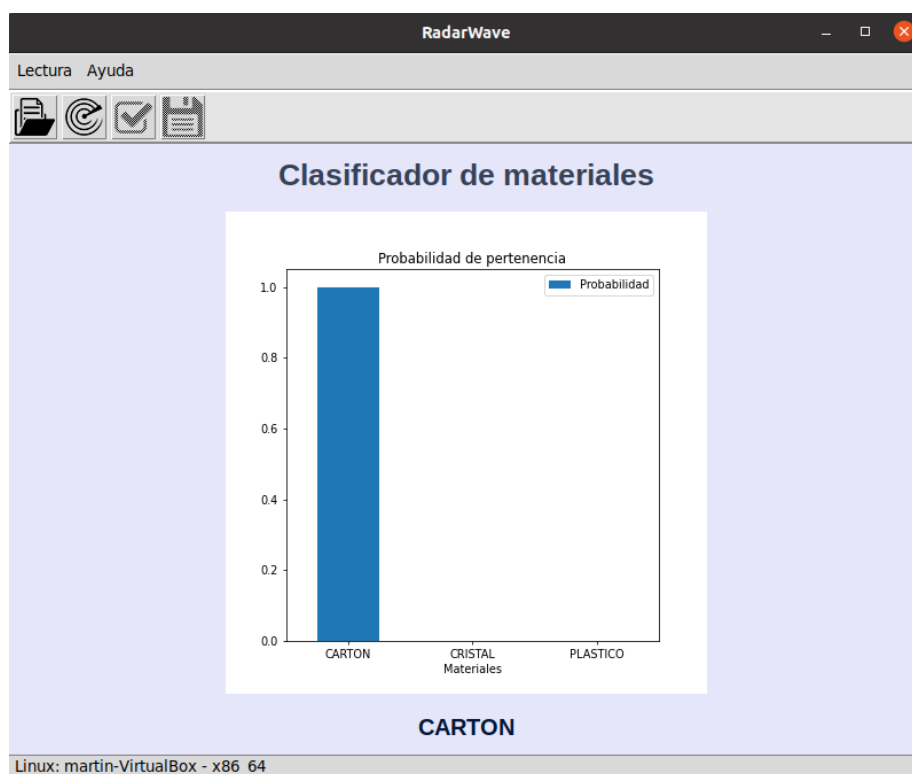 RadarWave
Lectura Ayuda
Clasificador de materiales
Probabilidad de pertenencia
Probabilidad
1.0
0.8
0.6
0.4
0.2
0.0
CARTON CRISTAL PLASTICO
Materiales
CARTON
Linux: martin-VirtualBox - x86_64